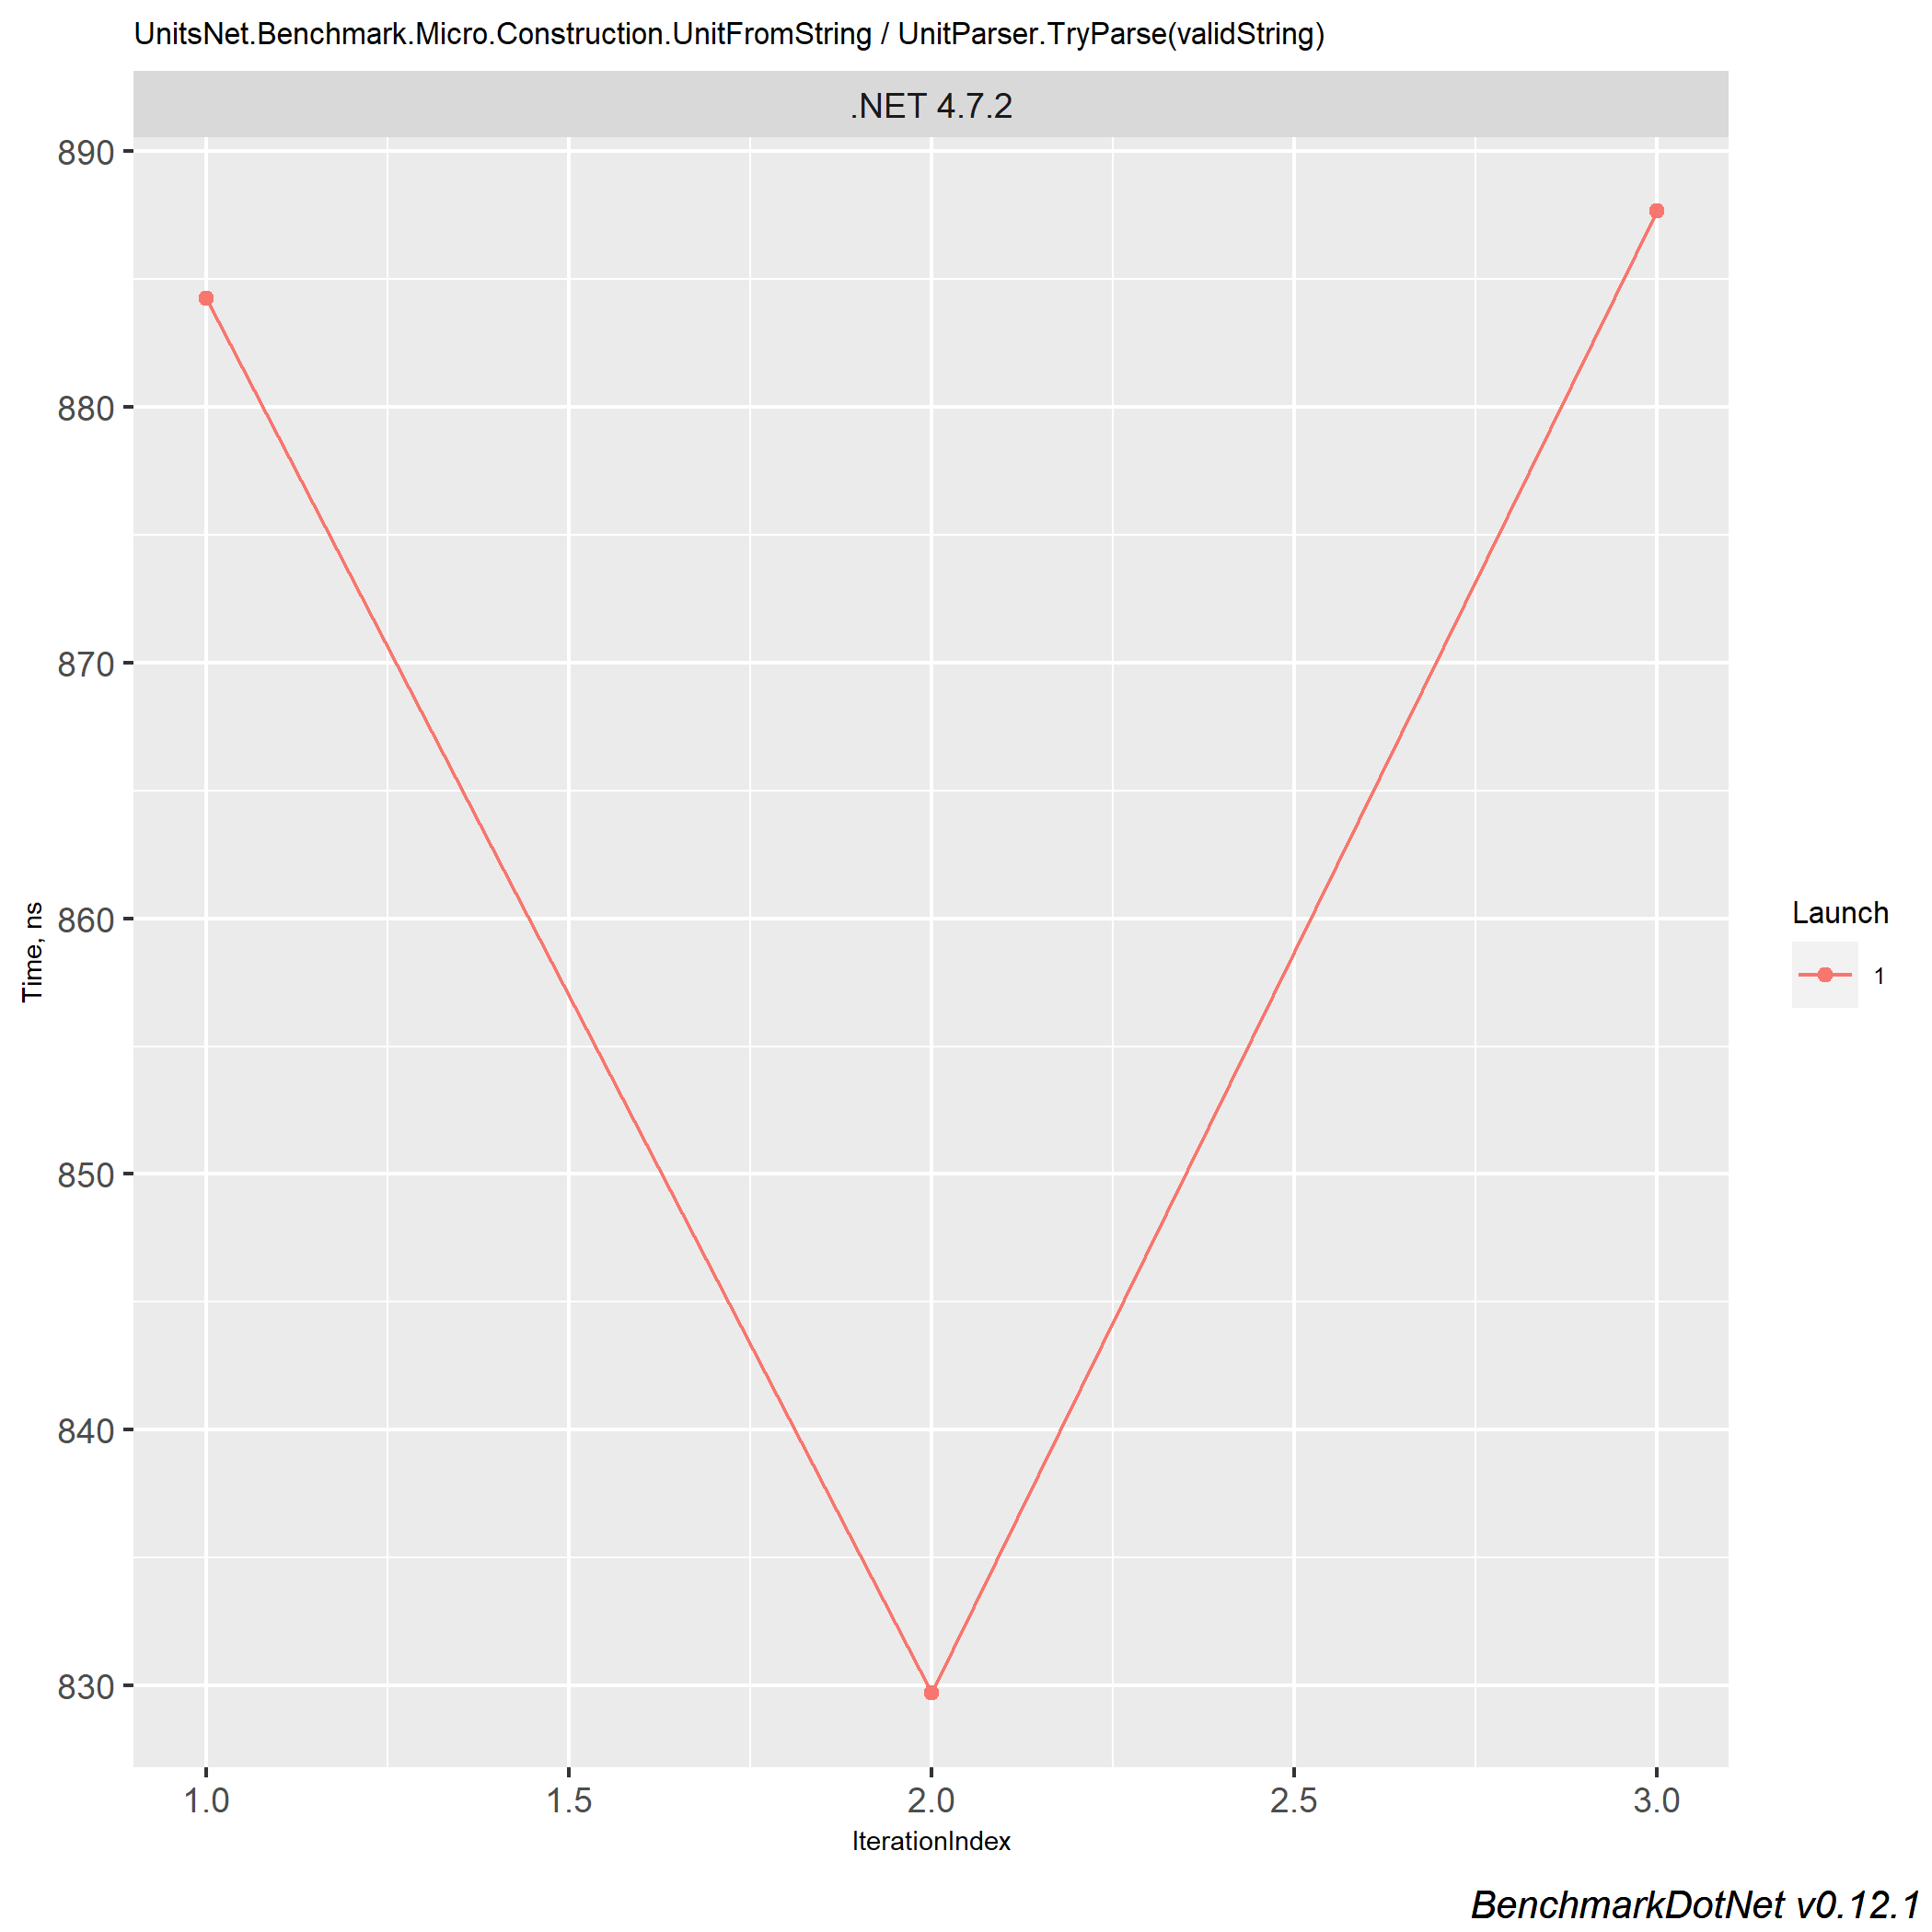 UnitsNet.Benchmark.Micro.Construction.UnitFromString / UnitParser.TryParse(validString)
.NET 4.7.2
890
880
870
860
850
840
830
Time, ns
1.0 1.5 2.0 2.5 3.0
IterationIndex
Launch
1
BenchmarkDotNet v0.12.1